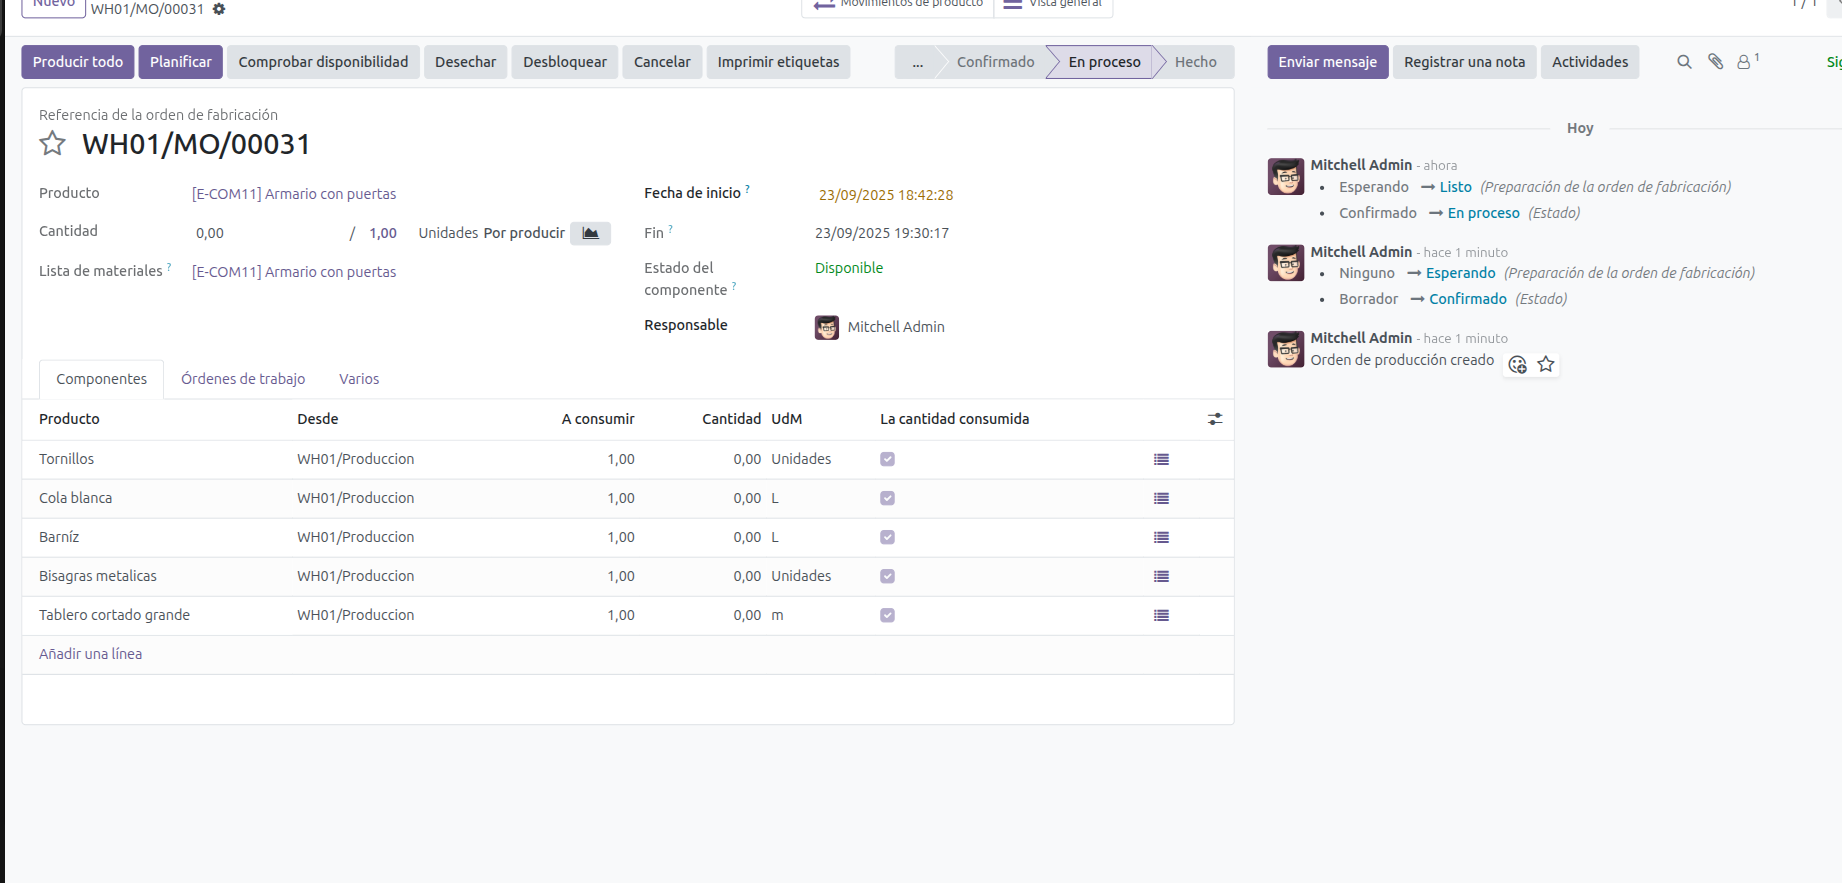 Nuevo
WH01/MO/00031
Movimientos de producto
Vista general
1 / 1
Producir todo
Planificar
Comprobar disponibilidad
Desechar
Desbloquear
Cancelar
Imprimir etiquetas
...
Confirmado
En proceso
Hecho
Enviar mensaje
Registrar una nota
Actividades
1
Referencia de la orden de fabricación
WH01/MO/00031
Producto [E-COM11] Armario con puertas
Cantidad 0,00 / 1,00 Unidades Por producir
Lista de materiales ? [E-COM11] Armario con puertas
Fecha de inicio ? 23/09/2025 18:42:28
Fin ? 23/09/2025 19:30:17
Estado del componente ? Disponible
Responsable Mitchell Admin
Componentes Órdenes de trabajo Varios
Producto Desde A consumir Cantidad UdM La cantidad consumida
Tornillos WH01/Produccion 1,00 0,00 Unidades
Cola blanca WH01/Produccion 1,00 0,00 L
Barníz WH01/Produccion 1,00 0,00 L
Bisagras metalicas WH01/Produccion 1,00 0,00 Unidades
Tablero cortado grande WH01/Produccion 1,00 0,00 m
Añadir una línea
Hoy
Mitchell Admin - ahora
• Esperando → Listo (Preparación de la orden de fabricación)
• Confirmado → En proceso (Estado)
Mitchell Admin - hace 1 minuto
• Ninguno → Esperando (Preparación de la orden de fabricación)
• Borrador → Confirmado (Estado)
Mitchell Admin - hace 1 minuto
Orden de producción creado